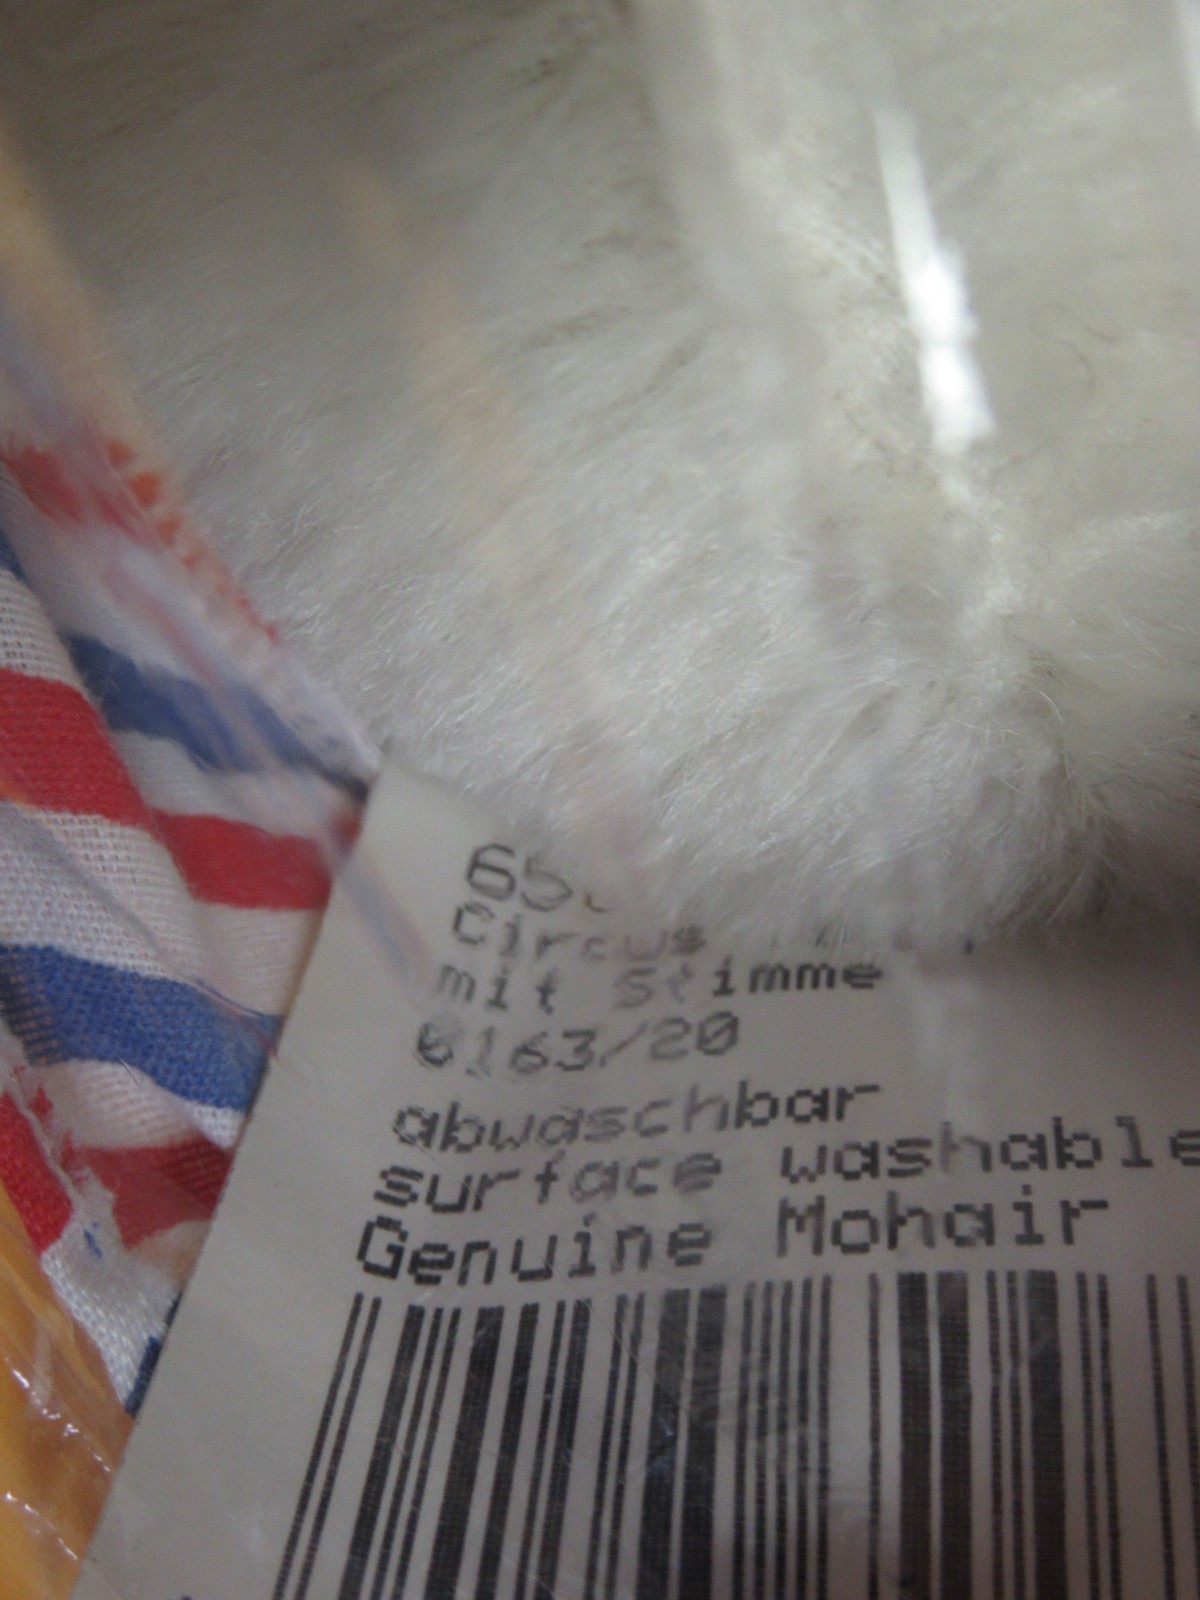 Circus
mit Stimme
0163/20
abwaschbar
surface washable
Genuine Mohair